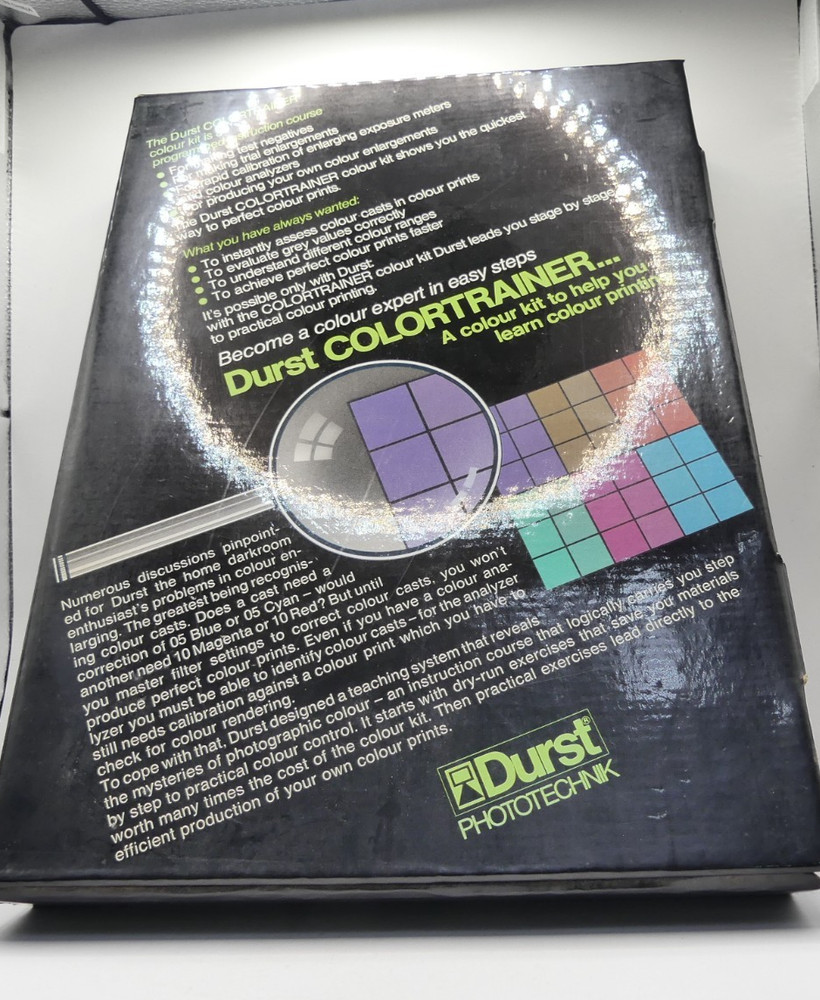 The Durst COLORTRAINER
colour kit is a
programmed instruction course
• For making test negatives
• For making trial enlargements
• For rapid calibration of enlarging exposure meters
and colour analyzers
• For producing your own colour enlargements
The Durst COLORTRAINER colour kit shows you the quickest
way to perfect colour prints.
What you have always wanted:
• To instantly assess colour casts in colour prints
• To evaluate grey values correctly
• To understand different colour ranges
• To achieve perfect colour prints faster
It's possible only with Durst:
with the COLORTRAINER colour kit Durst leads you stage by stage
to practical colour printing.
Become a colour expert in easy steps
Durst COLORTRAINER...
A colour kit to help you
learn colour printing
Numerous discussions pinpoint-
ed for Durst the home darkroom
enthusiast's problems in colour en-
larging. The greatest being recognis-
ing colour casts. Does a cast need a
correction of 05 Blue or 05 Cyan – would
another need 10 Magenta or 10 Red? But until
you master filter settings to correct colour casts, you won't
produce perfect colour prints. Even if you have a colour ana-
lyzer you must be able to identify colour casts – for the analyzer
still needs calibration against a colour print which you have to
check for colour rendering.
To cope with that, Durst designed a teaching system that reveals
the mysteries of photographic colour – an instruction course that logically carries you step
by step to practical colour control. It starts with dry-run exercises that save you materials
worth many times the cost of the colour kit. Then practical exercises lead directly to the
efficient production of your own colour prints.
Durst®
PHOTOTECHNIK